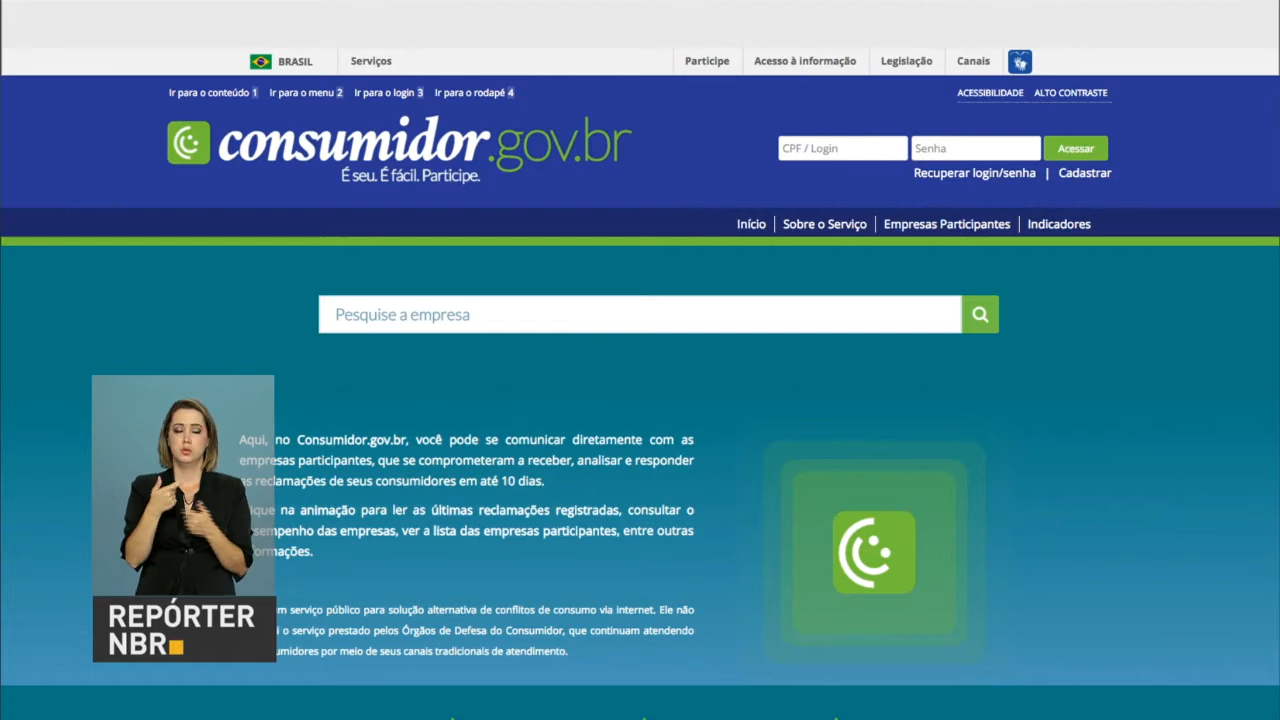 BRASIL Serviços Participe Acesso à informação Legislação Canais
Ir para o conteúdo 1 Ir para o menu 2 Ir para o login 3 Ir para o rodapé 4 ACESSIBILIDADE ALTO CONTRASTE
consumidor.gov.br
É seu. É fácil. Participe.
CPF / Login Senha Acessar
Recuperar login/senha | Cadastrar
Início Sobre o Serviço Empresas Participantes Indicadores
Pesquise a empresa
Aqui, no Consumidor.gov.br, você pode se comunicar diretamente com as
empresas participantes, que se comprometeram a receber, analisar e responder
as reclamações de seus consumidores em até 10 dias.
ique na animação para ler as últimas reclamações registradas, consultar o
sempenho das empresas, ver a lista das empresas participantes, entre outras
ormações.
m serviço público para solução alternativa de conflitos de consumo via internet. Ele não
o serviço prestado pelos Órgãos de Defesa do Consumidor, que continuam atendendo
umidores por meio de seus canais tradicionais de atendimento.
REPÓRTER
NBR